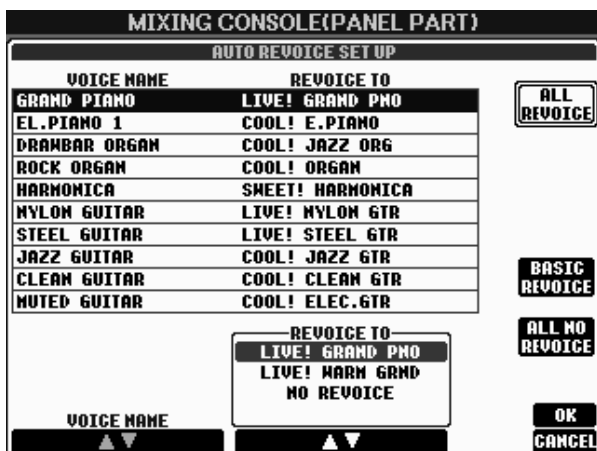 MIXING CONSOLE(PANEL PART)
AUTO REVOICE SET UP
VOICE NAME REVOICE TO
GRAND PIANO LIVE! GRAND PNO
EL.PIANO 1 COOL! E.PIANO
DRAWBAR ORGAN COOL! JAZZ ORG
ROCK ORGAN COOL! ORGAN
HARMONICA SWEET! HARMONICA
NYLON GUITAR LIVE! NYLON GTR
STEEL GUITAR LIVE! STEEL GTR
JAZZ GUITAR COOL! JAZZ GTR
CLEAN GUITAR COOL! CLEAN GTR
MUTED GUITAR COOL! ELEC.GTR
ALL
REVOICE
BASIC
REVOICE
ALL NO
REVOICE
REVOICE TO
LIVE! GRAND PNO
LIVE! WARM GRND
NO REVOICE
VOICE NAME
OK
CANCEL